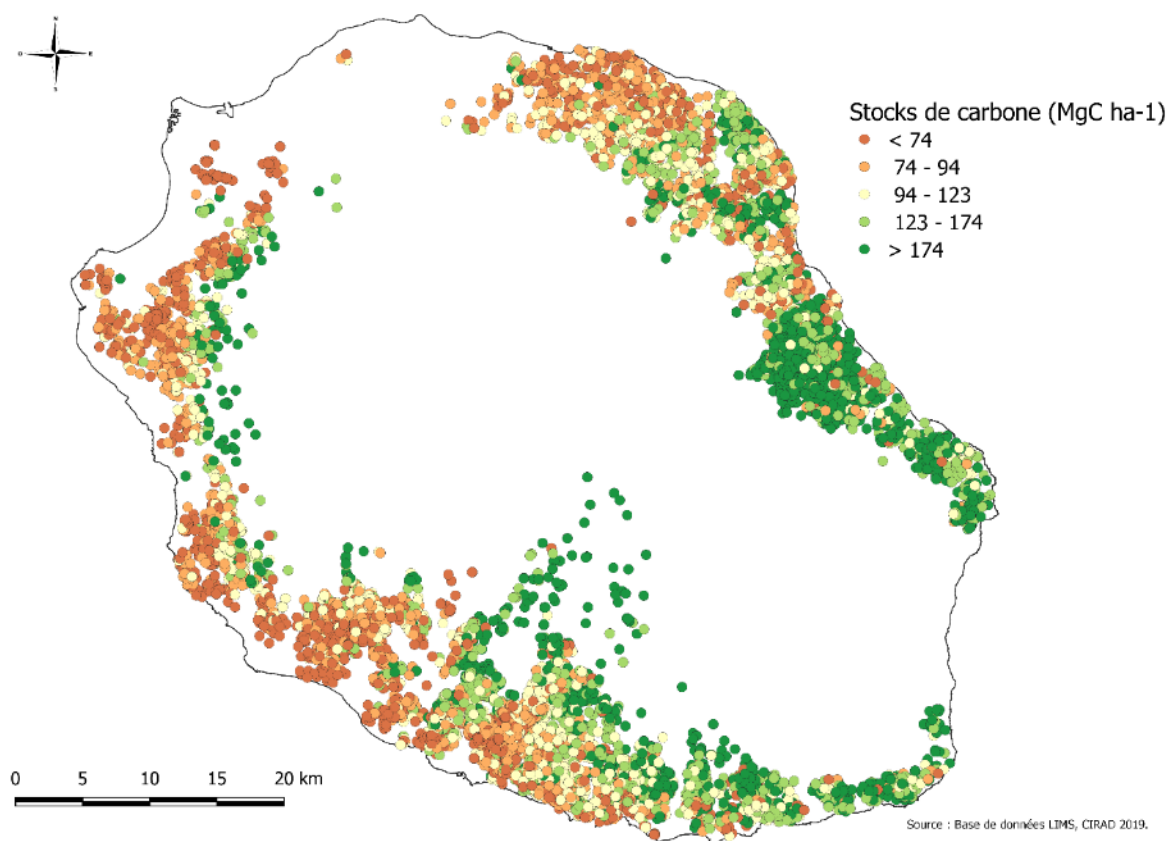 N
O E
S
Stocks de carbone (MgC ha-1)
< 74
74 - 94
94 - 123
123 - 174
> 174
0 5 10 15 20 km
Source : Base de données LIMS, CIRAD 2019.